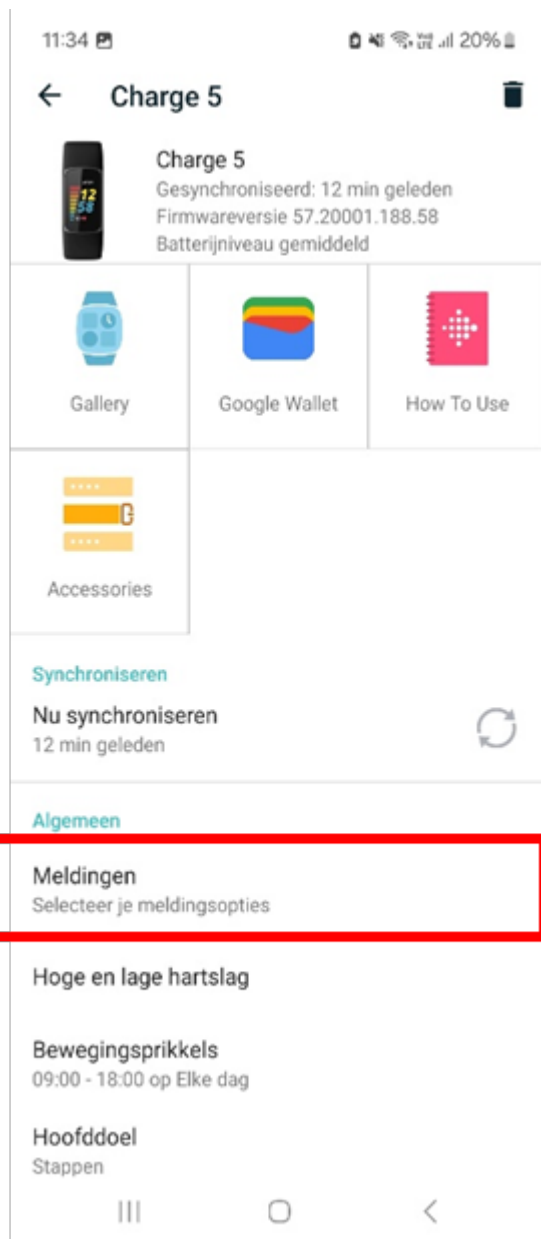 11:34 20%
Charge 5
Charge 5
Gesynchroniseerd: 12 min geleden
Firmwareversie 57.20001.188.58
Batterijniveau gemiddeld
Gallery
Google Wallet
How To Use
Accessories
Synchroniseren
Nu synchroniseren
12 min geleden
Algemeen
Meldingen
Selecteer je meldingsopties
Hoge en lage hartslag
Bewegingsprikkels
09:00 - 18:00 op Elke dag
Hoofddoel
Stappen